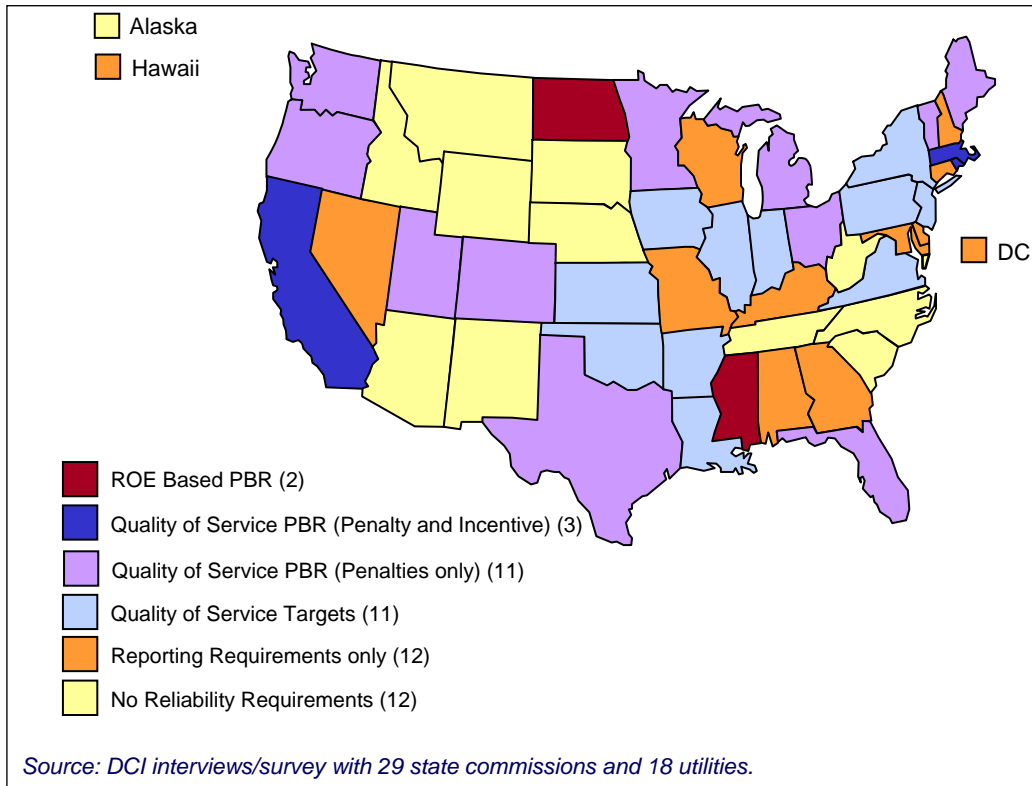 Alaska
Hawaii
DC
ROE Based PBR (2)
Quality of Service PBR (Penalty and Incentive) (3)
Quality of Service PBR (Penalties only) (11)
Quality of Service Targets (11)
Reporting Requirements only (12)
No Reliability Requirements (12)
Source: DCI interviews/survey with 29 state commissions and 18 utilities.